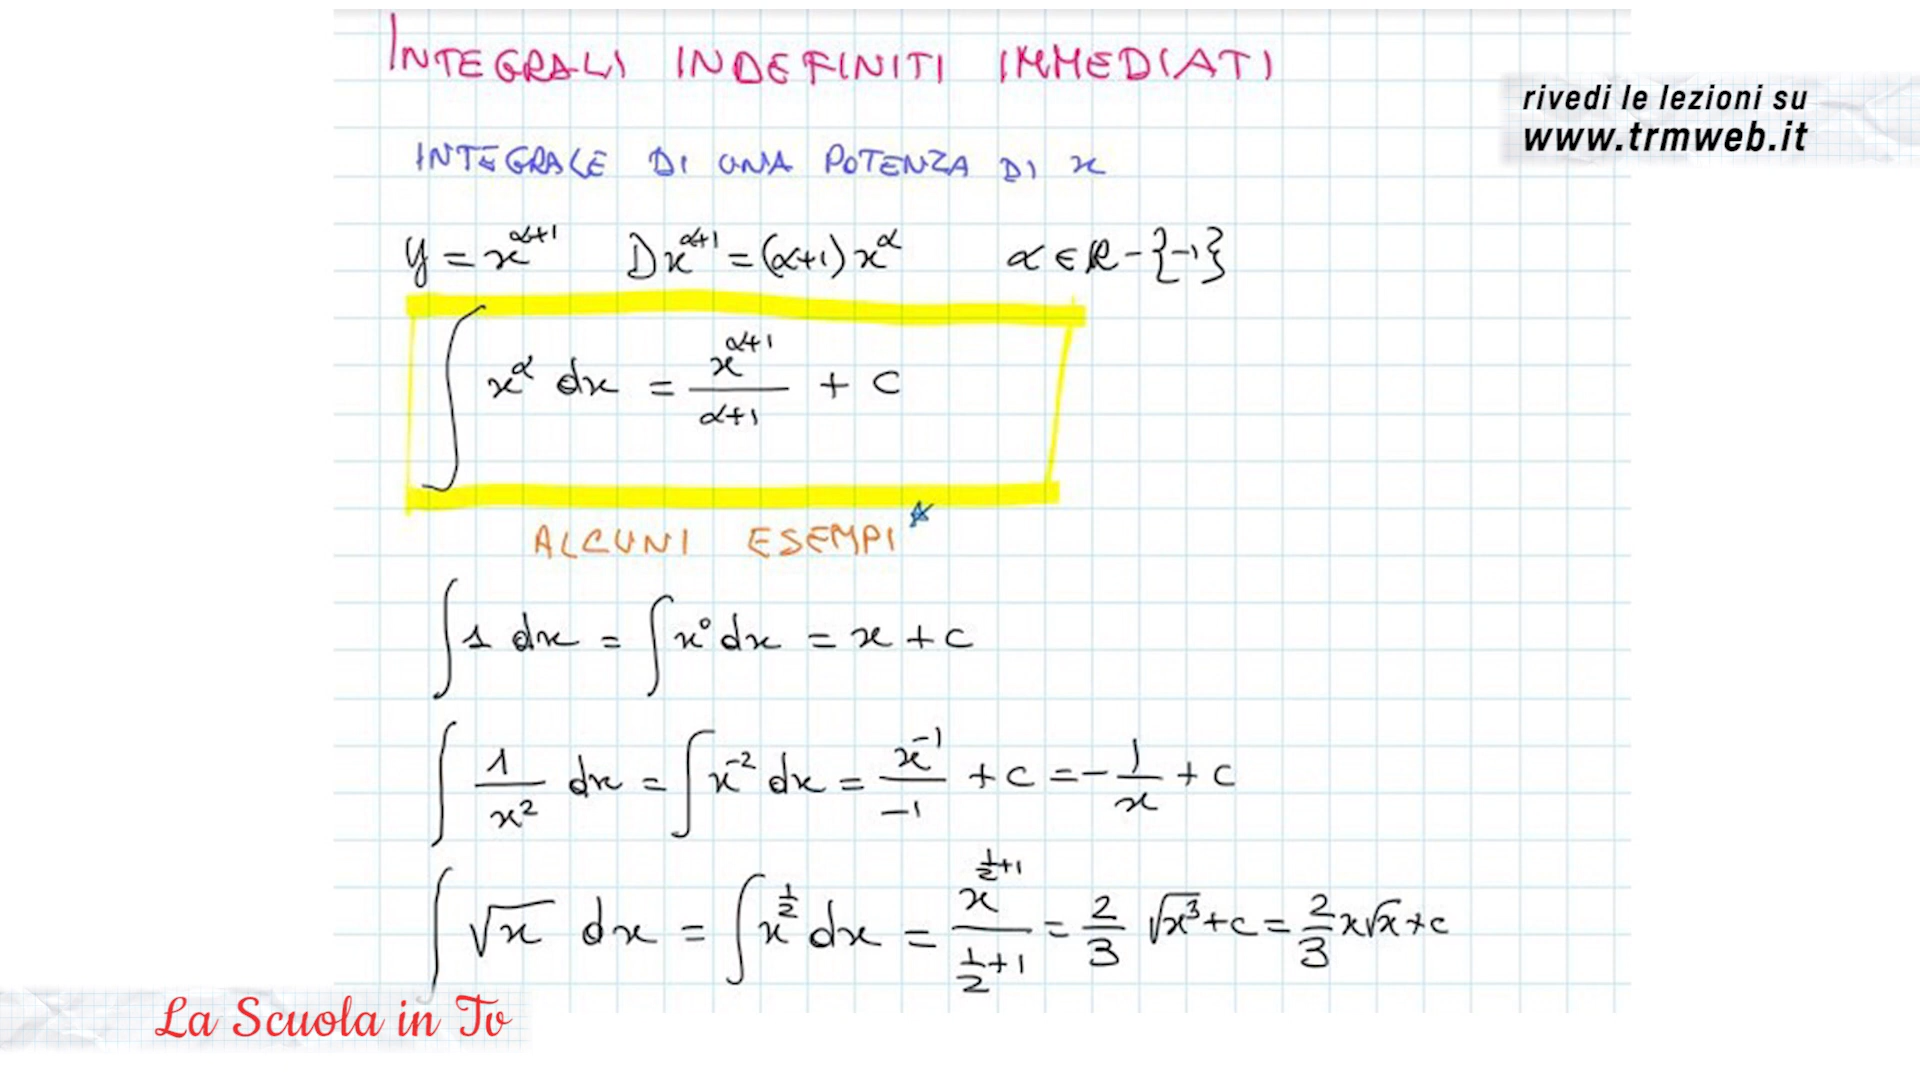 INTEGRALI INDEFINITI IMMEDIATI
rivedi le lezioni su
www.trmweb.it
INTEGRALE DI UNA POTENZA DI x
y = x^(α+1)   Dx^(α+1) = (α+1)x^α   α ∈ R - {-1}
∫ x^α dx = x^(α+1)/(α+1) + c
ALCUNI ESEMPI*
∫ 1 dx = ∫ x^0 dx = x + c
∫ 1/x² dx = ∫ x^(-2) dx = x^(-1)/(-1) + c = - 1/x + c
∫ √x dx = ∫ x^(1/2) dx = x^(1/2+1)/(1/2+1) = 2/3 √x³ + c = 2/3 x√x + c
La Scuola in Tv